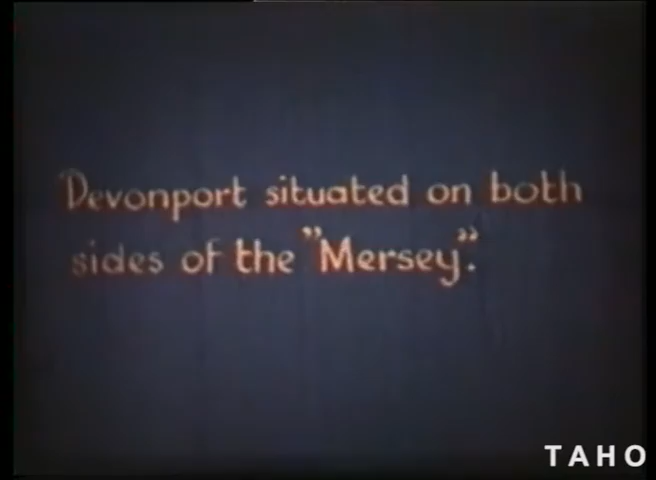 Devonport situated on both
sides of the "Mersey".
TAHO